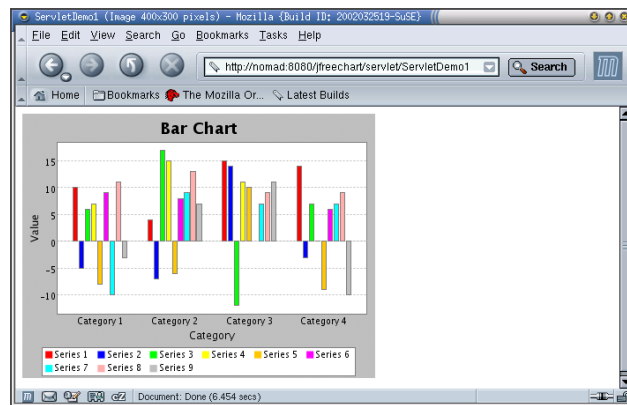 ServletDemo1 (Image 400x300 pixels) - Mozilla {Build ID: 2002032519-SuSE}
File Edit View Search Go Bookmarks Tasks Help
http://nomad:8080/jfreechart/servlet/ServletDemo1 Search
Home Bookmarks The Mozilla Or... Latest Builds
Bar Chart
15
10
5
0
-5
-10
Value
Category 1 Category 2 Category 3 Category 4
Category
Series 1 Series 2 Series 3 Series 4 Series 5 Series 6
Series 7 Series 8 Series 9
Document: Done (6.454 secs)